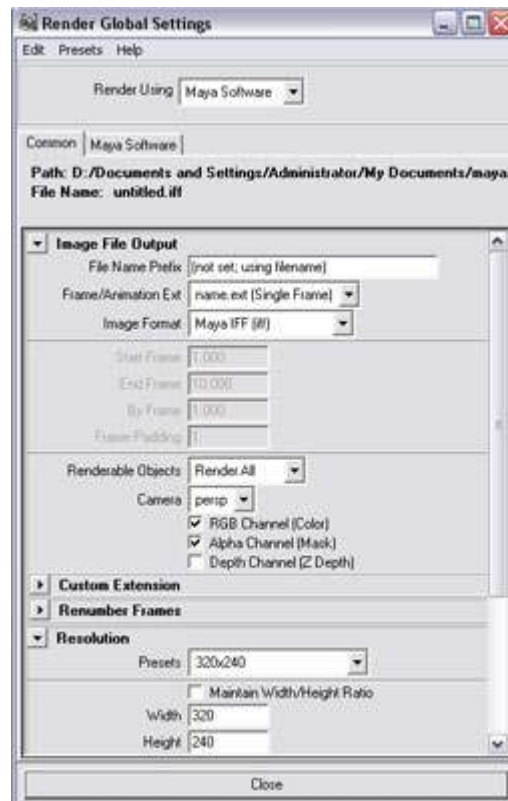 Render Global Settings
Edit Presets Help
Render Using Maya Software
Common Maya Software
Path: D:/Documents and Settings/Administrator/My Documents/maya
File Name: untitled.iff
Image File Output
File Name Prefix (not set; using filename)
Frame/Animation Ext name.ext (Single Frame)
Image Format Maya IFF (iff)
Start Frame 1.000
End Frame 10.000
By Frame 1.000
Frame Padding 1
Renderable Objects Render All
Camera persp
RGB Channel (Color)
Alpha Channel (Mask)
Depth Channel (Z Depth)
Custom Extension
Renumber Frames
Resolution
Presets 320x240
Maintain Width/Height Ratio
Width 320
Height 240
Close